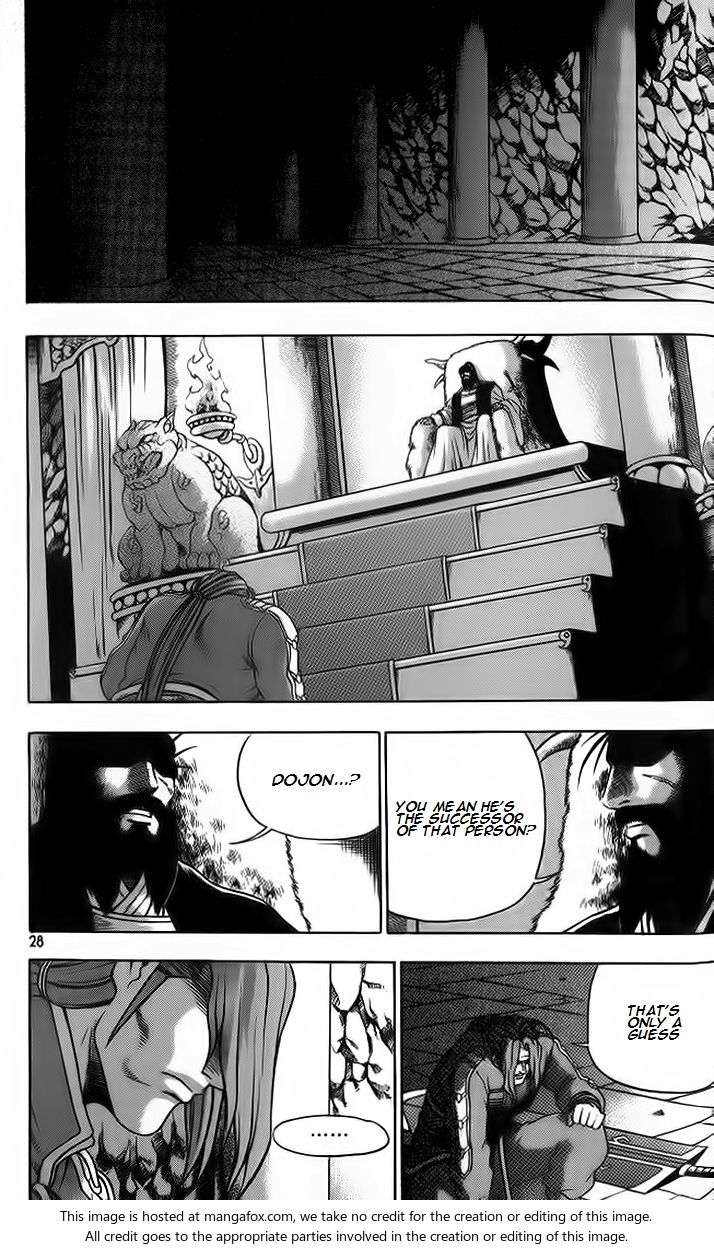 DOJON...?
YOU MEAN HE'S
THE SUCCESSOR
OF THAT PERSON?
28
......
THAT'S
ONLY A
GUESS
This image is hosted at mangafox.com, we take no credit for the creation or editing of this image.
All credit goes to the appropriate parties involved in the creation or editing of this image.